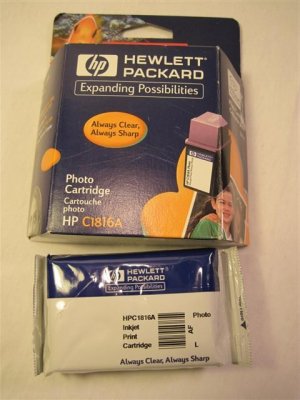 hp HEWLETT
PACKARD
Expanding Possibilities
Always Clear,
Always Sharp
Photo
Cartridge
Cartouche
photo
HP C1816A
hp HEWLETT
PACKARD
Expanding Possibilities
HPC1816A Photo
Inkjet
Print AF
Cartridge L
Always Clear, Always Sharp